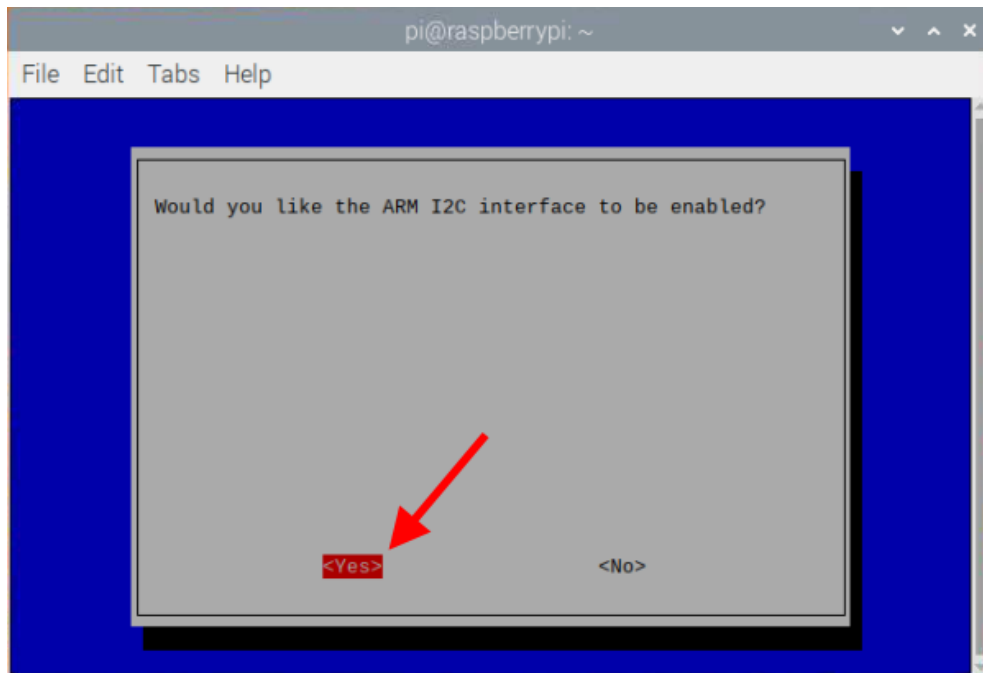 pi@raspberrypi: ~
File Edit Tabs Help
Would you like the ARM I2C interface to be enabled?
<Yes> <No>